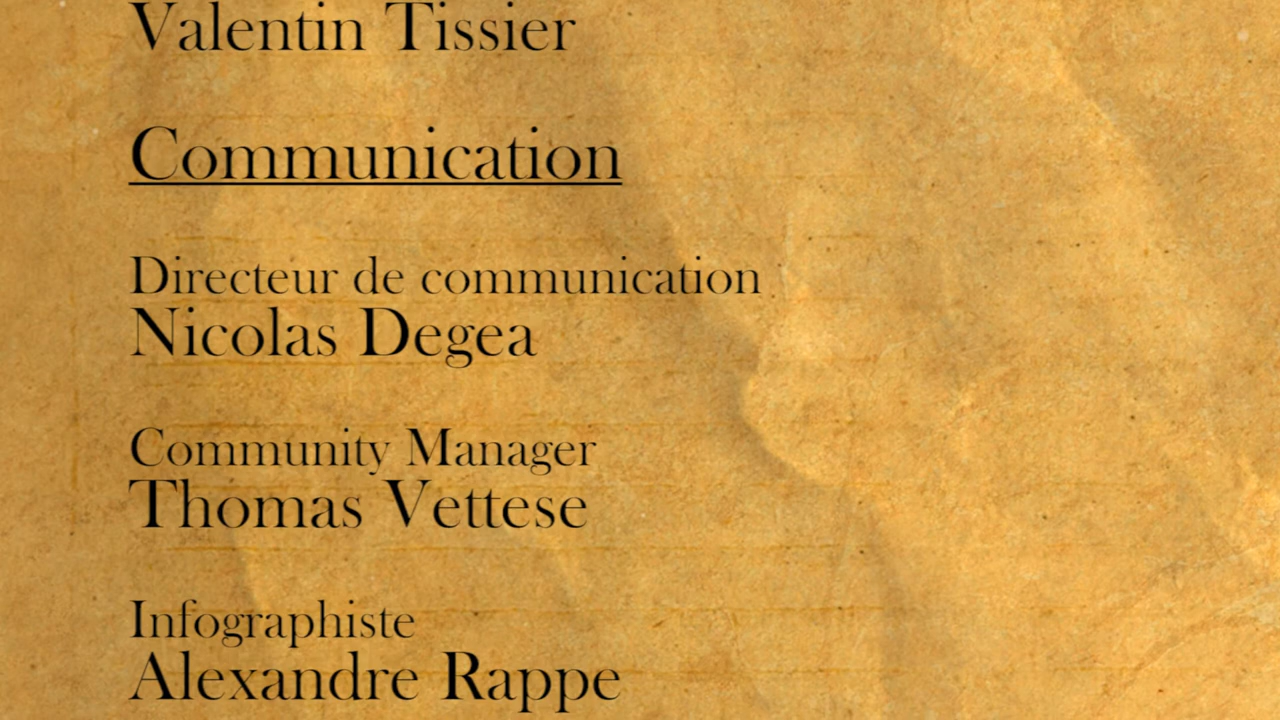 Valentin Tissier
Communication
Directeur de communication
Nicolas Degea
Community Manager
Thomas Vettese
Infographiste
Alexandre Rappe